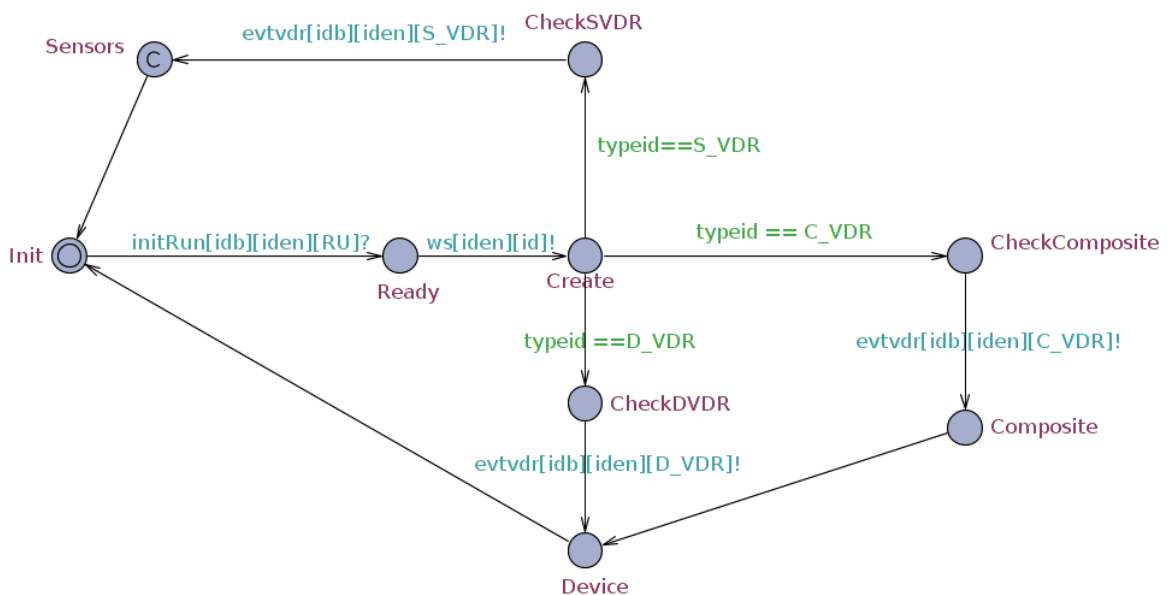 CheckSVDR
evtvdr[idb][iden][S_VDR]!
Sensors
C
typeid==S_VDR
typeid == C_VDR
initRun[idb][iden][RU]?
ws[iden][id]!
CheckComposite
Init
Create
Ready
typeid ==D_VDR
evtvdr[idb][iden][C_VDR]!
CheckDVDR
Composite
evtvdr[idb][iden][D_VDR]!
Device